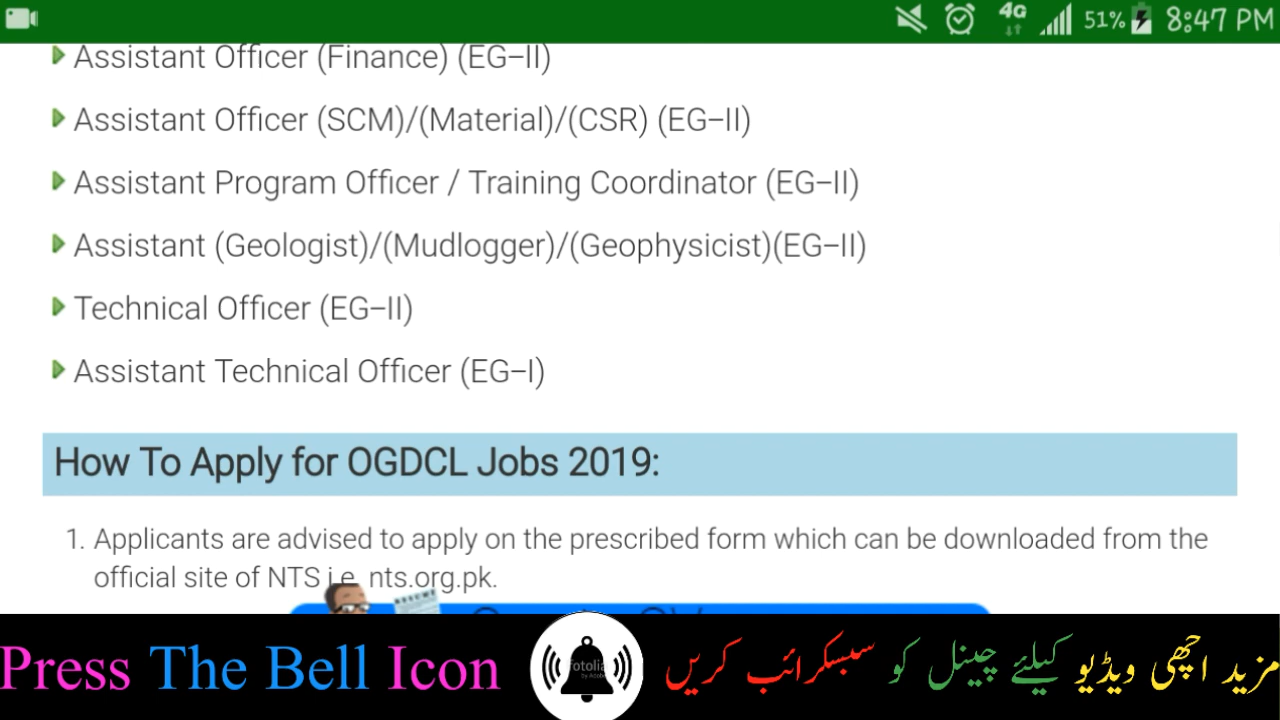 4G 51% 8:47 PM
Assistant Officer (Finance) (EG–II)
Assistant Officer (SCM)/(Material)/(CSR) (EG–II)
Assistant Program Officer / Training Coordinator (EG–II)
Assistant (Geologist)/(Mudlogger)/(Geophysicist)(EG–II)
Technical Officer (EG–II)
Assistant Technical Officer (EG–I)
How To Apply for OGDCL Jobs 2019:
1. Applicants are advised to apply on the prescribed form which can be downloaded from the
official site of NTS i.e. nts.org.pk.
RESUME
Press The Bell Icon
Fotolia
by Adobe
مزید اچھی ویڈیو کیلئے چینل کو سبسکرائب کریں